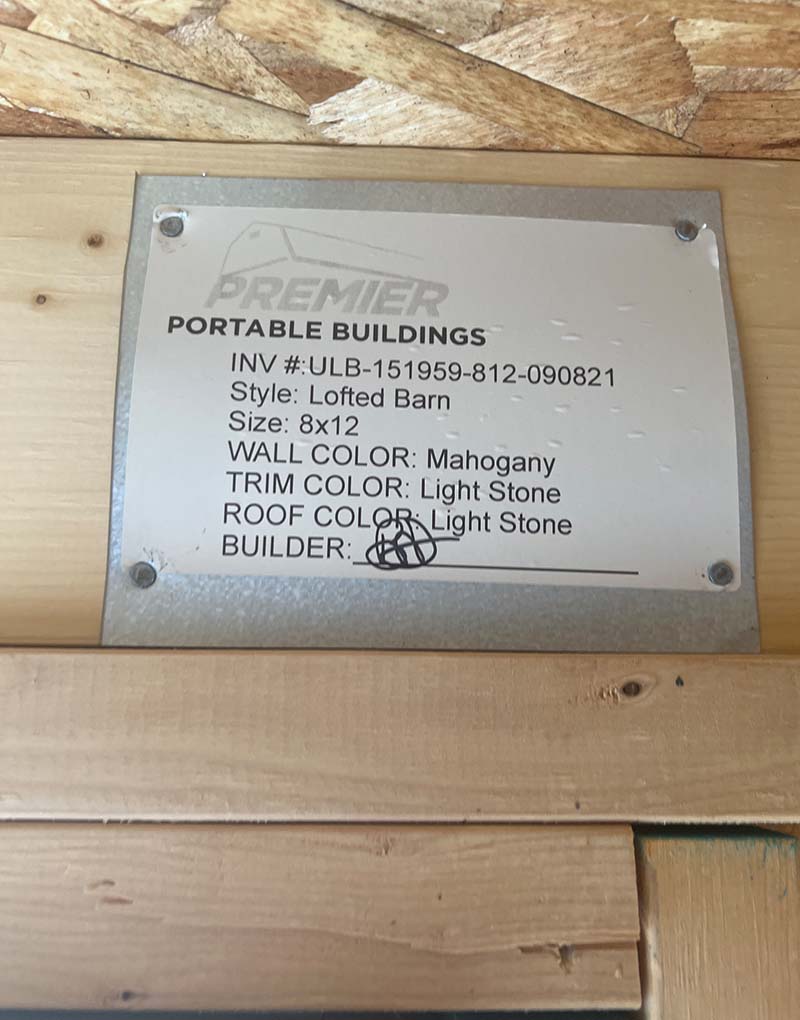 PREMIER
PORTABLE BUILDINGS
INV #:ULB-151959-812-090821
Style: Lofted Barn
Size: 8x12
WALL COLOR: Mahogany
TRIM COLOR: Light Stone
ROOF COLOR: Light Stone
BUILDER: